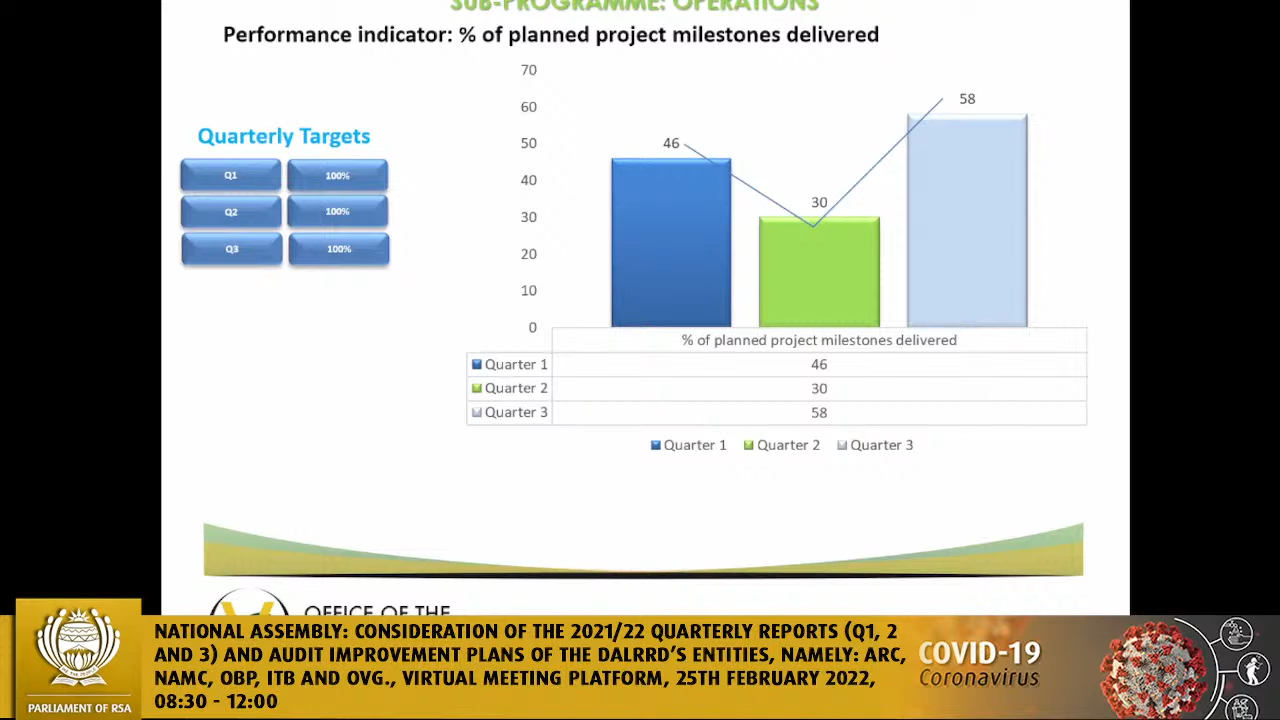 SUB-PROGRAMME: OPERATIONS
Performance indicator: % of planned project milestones delivered
Quarterly Targets
Q1 100%
Q2 100%
Q3 100%
70
60
50
40
30
20
10
0
46
30
58
% of planned project milestones delivered
Quarter 1 46
Quarter 2 30
Quarter 3 58
Quarter 1 Quarter 2 Quarter 3
OFFICE OF THE
PARLIAMENT OF RSA
NATIONAL ASSEMBLY: CONSIDERATION OF THE 2021/22 QUARTERLY REPORTS (Q1, 2
AND 3) AND AUDIT IMPROVEMENT PLANS OF THE DALRRD'S ENTITIES, NAMELY: ARC,
NAMC, OBP, ITB AND OVG., VIRTUAL MEETING PLATFORM, 25TH FEBRUARY 2022,
08:30 - 12:00
COVID-19
Coronavirus